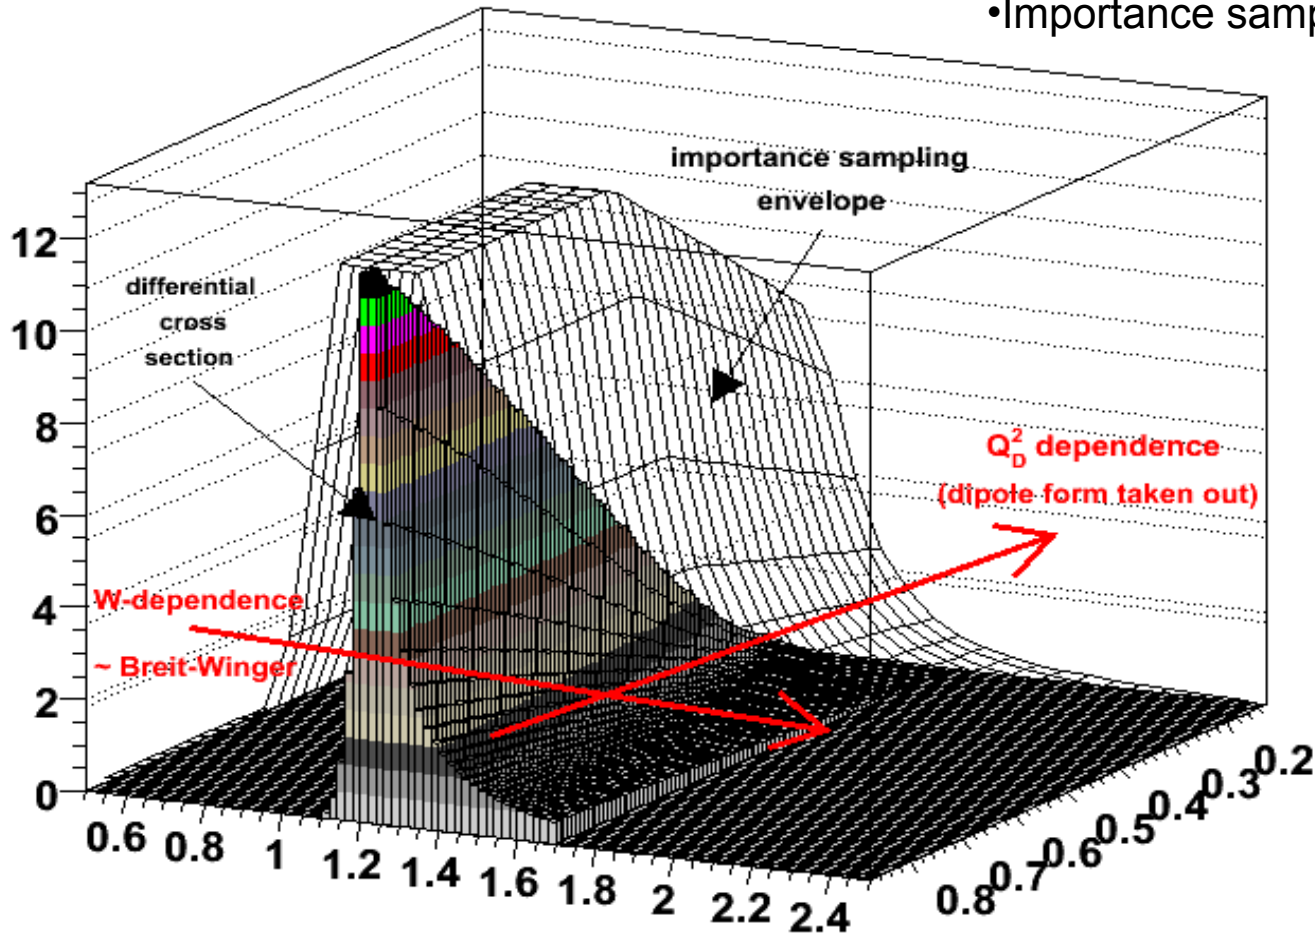 •Importance samp
importance sampling
envelope
differential
cross
section
Q²_D dependence
(dipole form taken out)
W-dependence
~ Breit-Winger
12
10
8
6
4
2
0
0.6 0.8 1 1.2 1.4 1.6 1.8 2 2.2 2.4
0.8 0.7 0.6 0.5 0.4 0.3 0.2